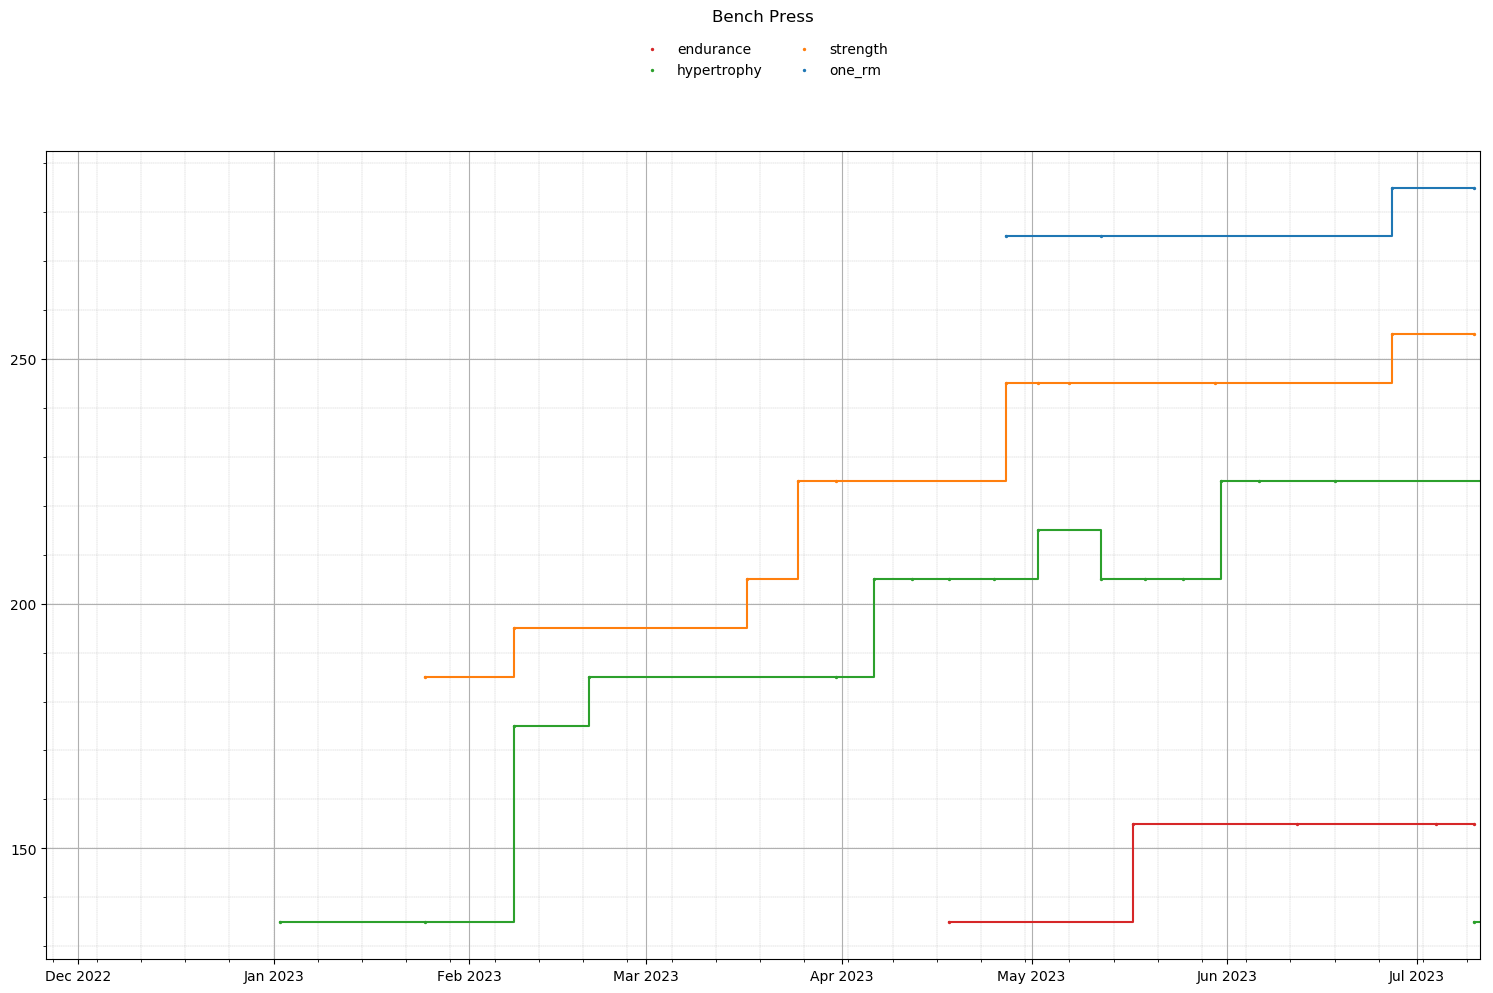 Bench Press
endurance
hypertrophy
strength
one_rm
250
200
150
Dec 2022
Jan 2023
Feb 2023
Mar 2023
Apr 2023
May 2023
Jun 2023
Jul 2023